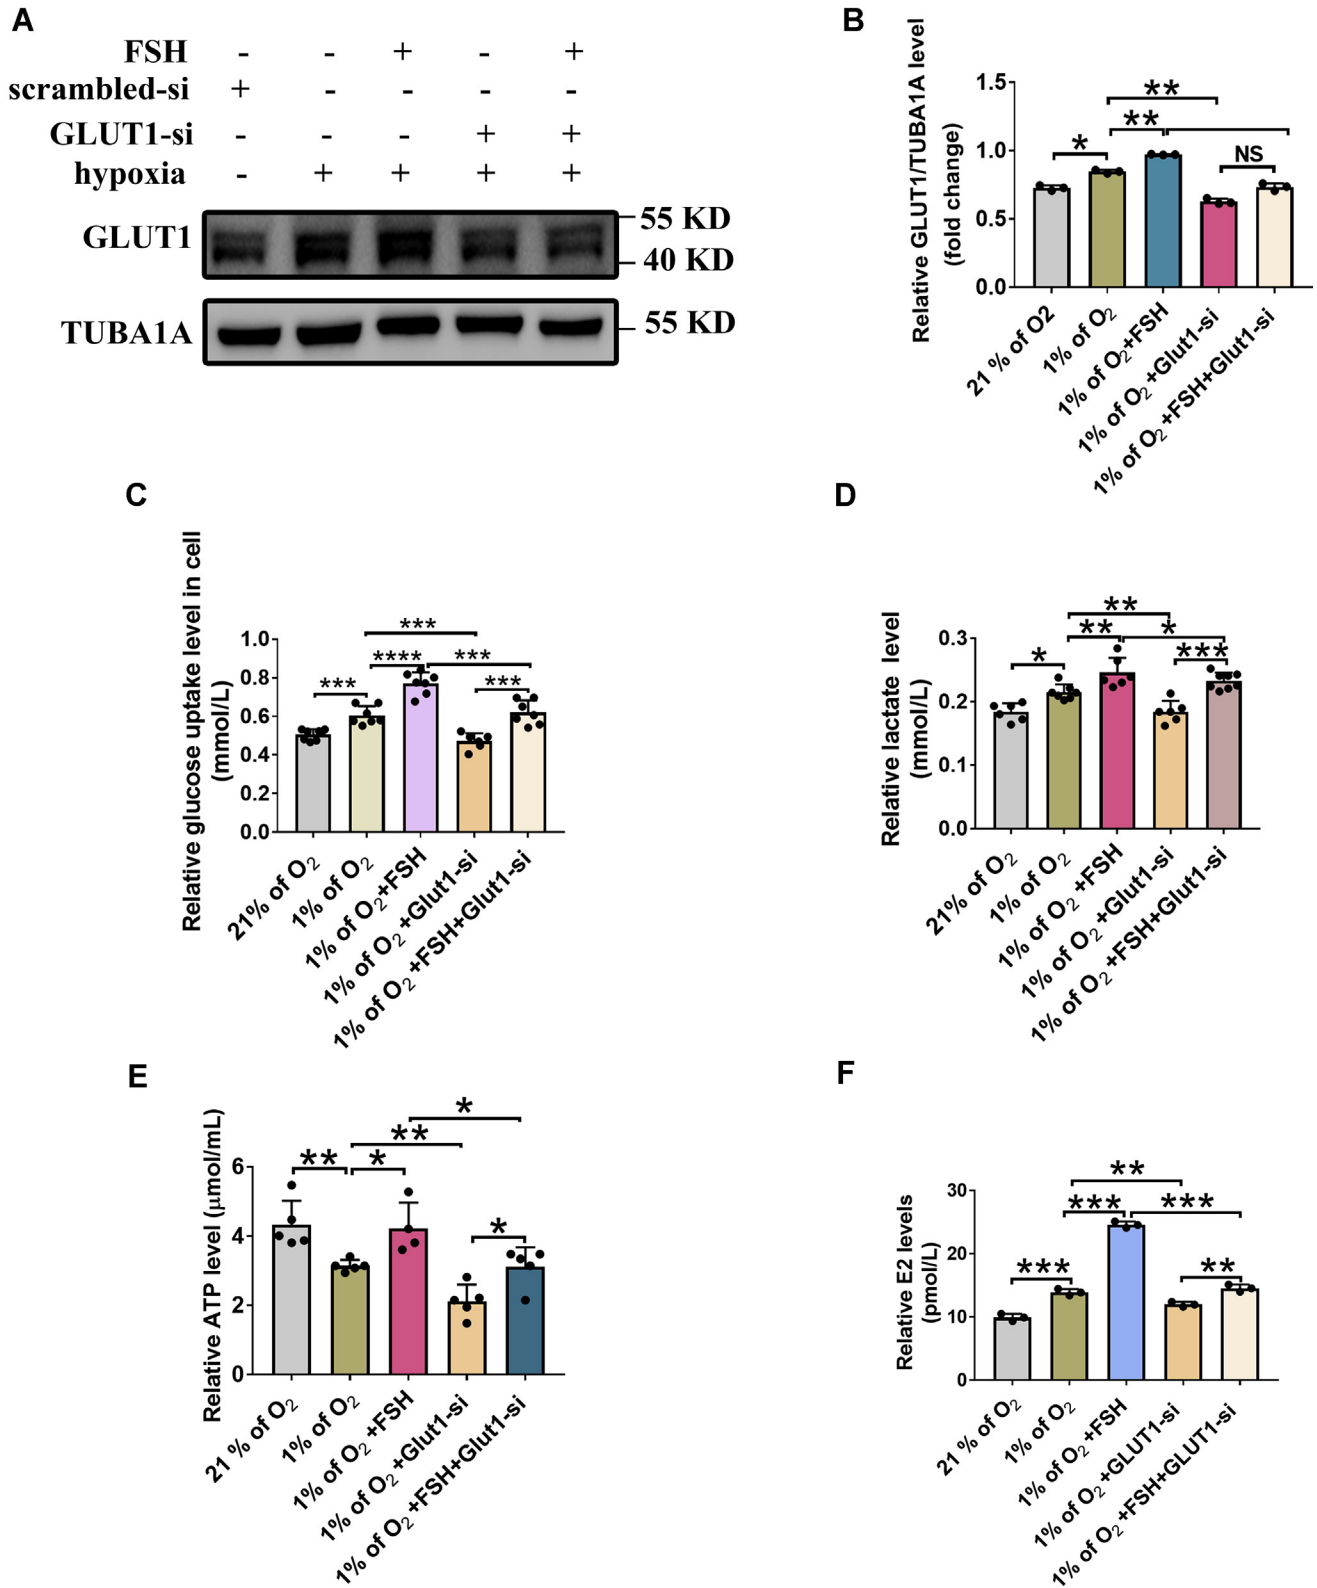 A
FSH - - + - +
scrambled-si + - - - -
GLUT1-si - - - + +
hypoxia - + + + +
GLUT1
55 KD
40 KD
TUBA1A
55 KD
B
Relative GLUT1/TUBA1A level
(fold change)
1.5
1.0
0.5
0.0
**
**
*
NS
21 % of O2
1% of O₂
1% of O₂+FSH
1% of O₂ +Glut1-si
1% of O₂ +FSH+Glut1-si
C
Relative glucose uptake level in cell
(mmol/L)
1.0
0.8
0.6
0.4
0.2
0.0
***
****
***
***
***
21% of O₂
1% of O₂
1% of O₂+FSH
1% of O₂ +Glut1-si
1% of O₂ +FSH+Glut1-si
D
Relative lactate level
(mmol/L)
0.3
0.2
0.1
0.0
**
**
*
*
***
21% of O₂
1% of O₂
1% of O₂ +FSH
1% of O₂ +Glut1-si
1% of O₂ +FSH+Glut1-si
E
Relative ATP level (μmol/mL)
6
4
2
0
*
**
**
*
*
21 % of O₂
1% of O₂
1% of O₂ +FSH
1% of O₂ +Glut1-si
1% of O₂ +FSH+Glut1-si
F
Relative E2 levels
(pmol/L)
30
20
10
0
**
***
***
***
**
21 % of O₂
1% of O₂
1% of O₂ +FSH
1% of O₂ +GLUT1-si
1% of O₂ +FSH+GLUT1-si